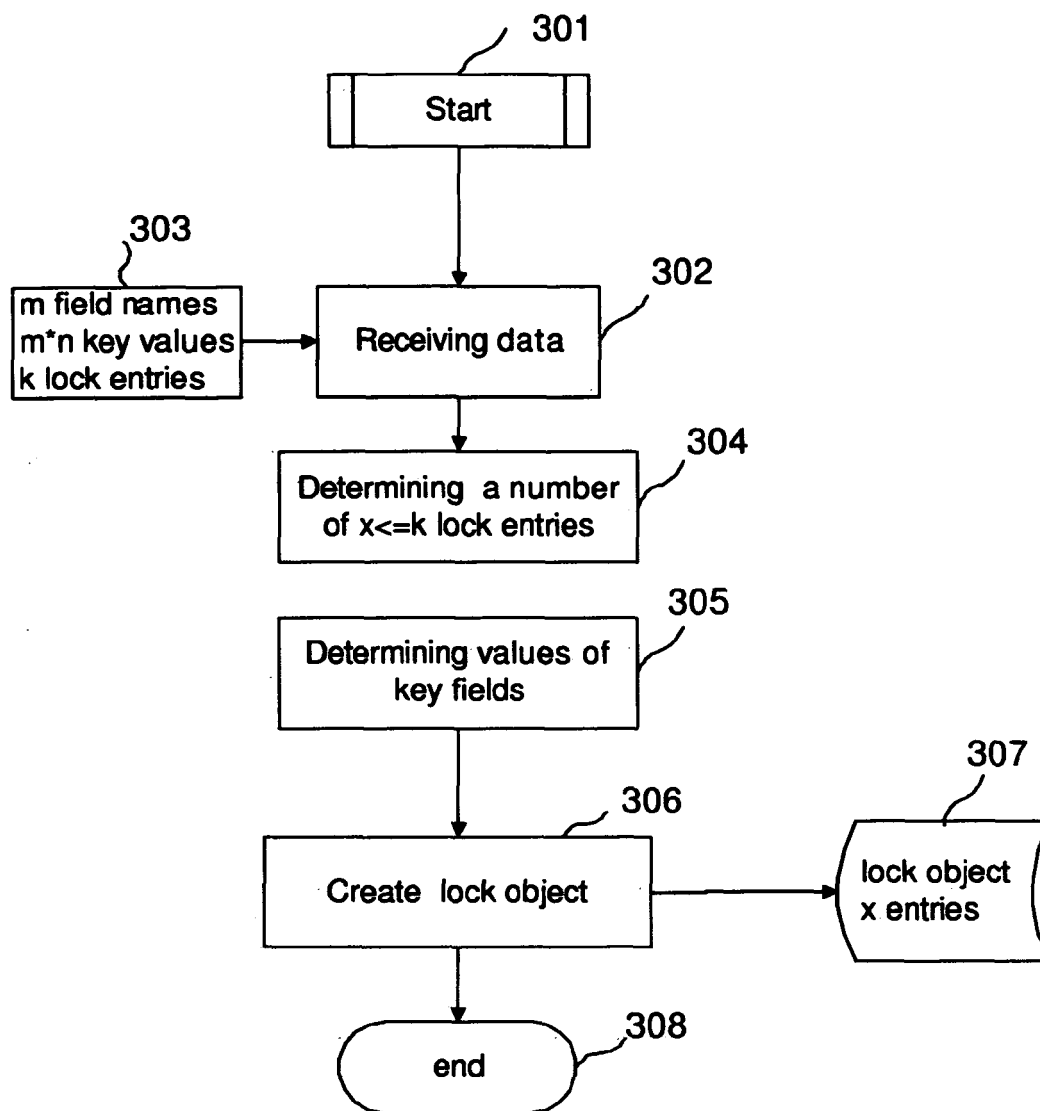 301
Start
303
302
m field names
m*n key values
k lock entries
Receiving data
304
Determining a number
of x<=k lock entries
305
Determining values of
key fields
307
306
Create lock object
lock object
x entries
308
end